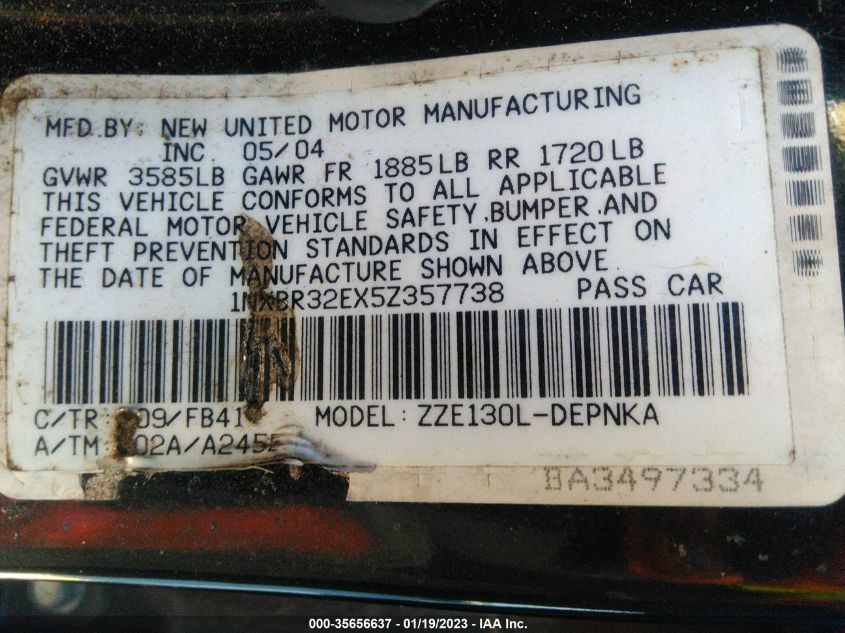 MFD.BY: NEW UNITED MOTOR MANUFACTURING
INC. 05/04
GVWR 3585LB GAWR FR 1885LB RR 1720LB
THIS VEHICLE CONFORMS TO ALL APPLICABLE
FEDERAL MOTOR VEHICLE SAFETY,BUMPER,AND
THEFT PREVENTION STANDARDS IN EFFECT ON
THE DATE OF MANUFACTURE SHOWN ABOVE.
1NXBR32EX5Z357738 PASS CAR
C/TR: 209/FB41 MODEL: ZZE130L-DEPNKA
A/TM
BA3497334
000-35656637 - 01/19/2023 - IAA Inc.